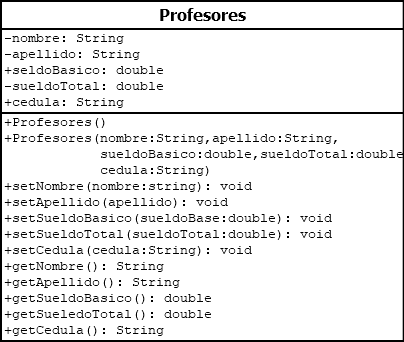 Profesores
-nombre: String
-apellido: String
+seldoBasico: double
-sueldoTotal: double
+cedula: String
+Profesores()
+Profesores(nombre:String,apellido:String,
sueldoBasico:double,sueldoTotal:double
cedula:String)
+setNombre(nombre:string): void
+setApellido(apellido): void
+setSueldoBasico(sueldoBase:double): void
+setSueldoTotal(sueldoTotal:double): void
+setCedula(cedula:String): void
+getNombre(): String
+getApellido(): String
+getSueldoBasico(): double
+getSueledoTotal(): double
+getCedula(): String